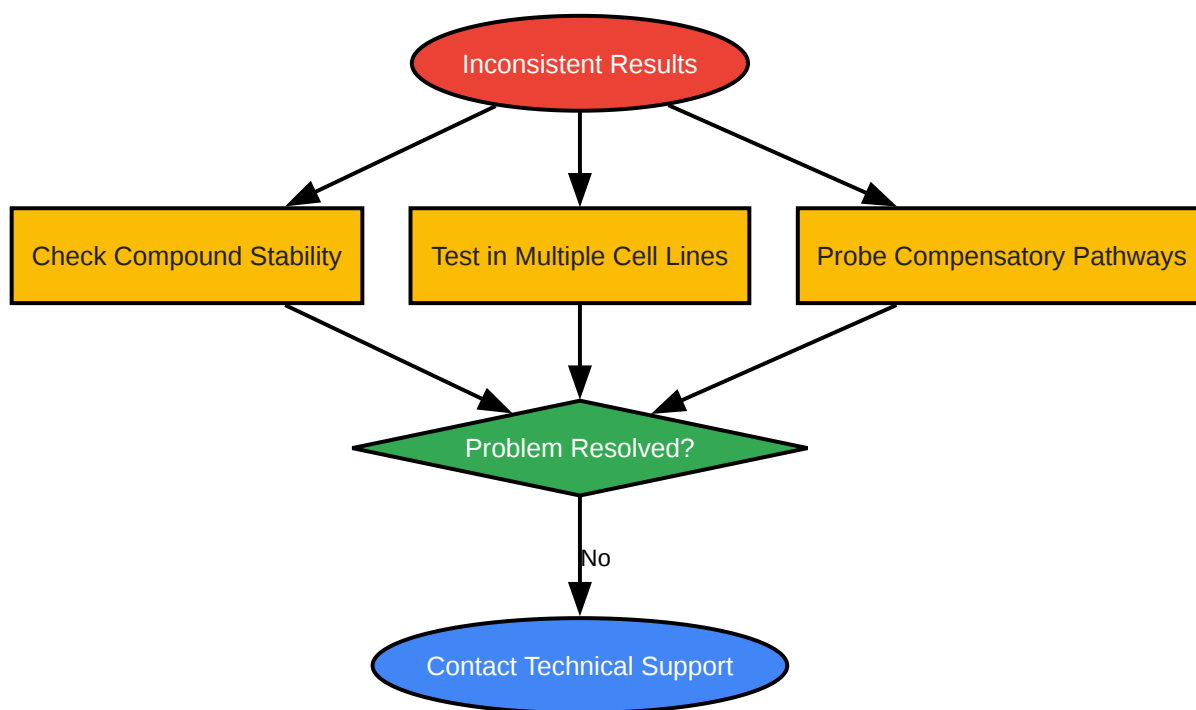 Inconsistent Results
Check Compound Stability
Test in Multiple Cell Lines
Probe Compensatory Pathways
Problem Resolved?
No
Contact Technical Support